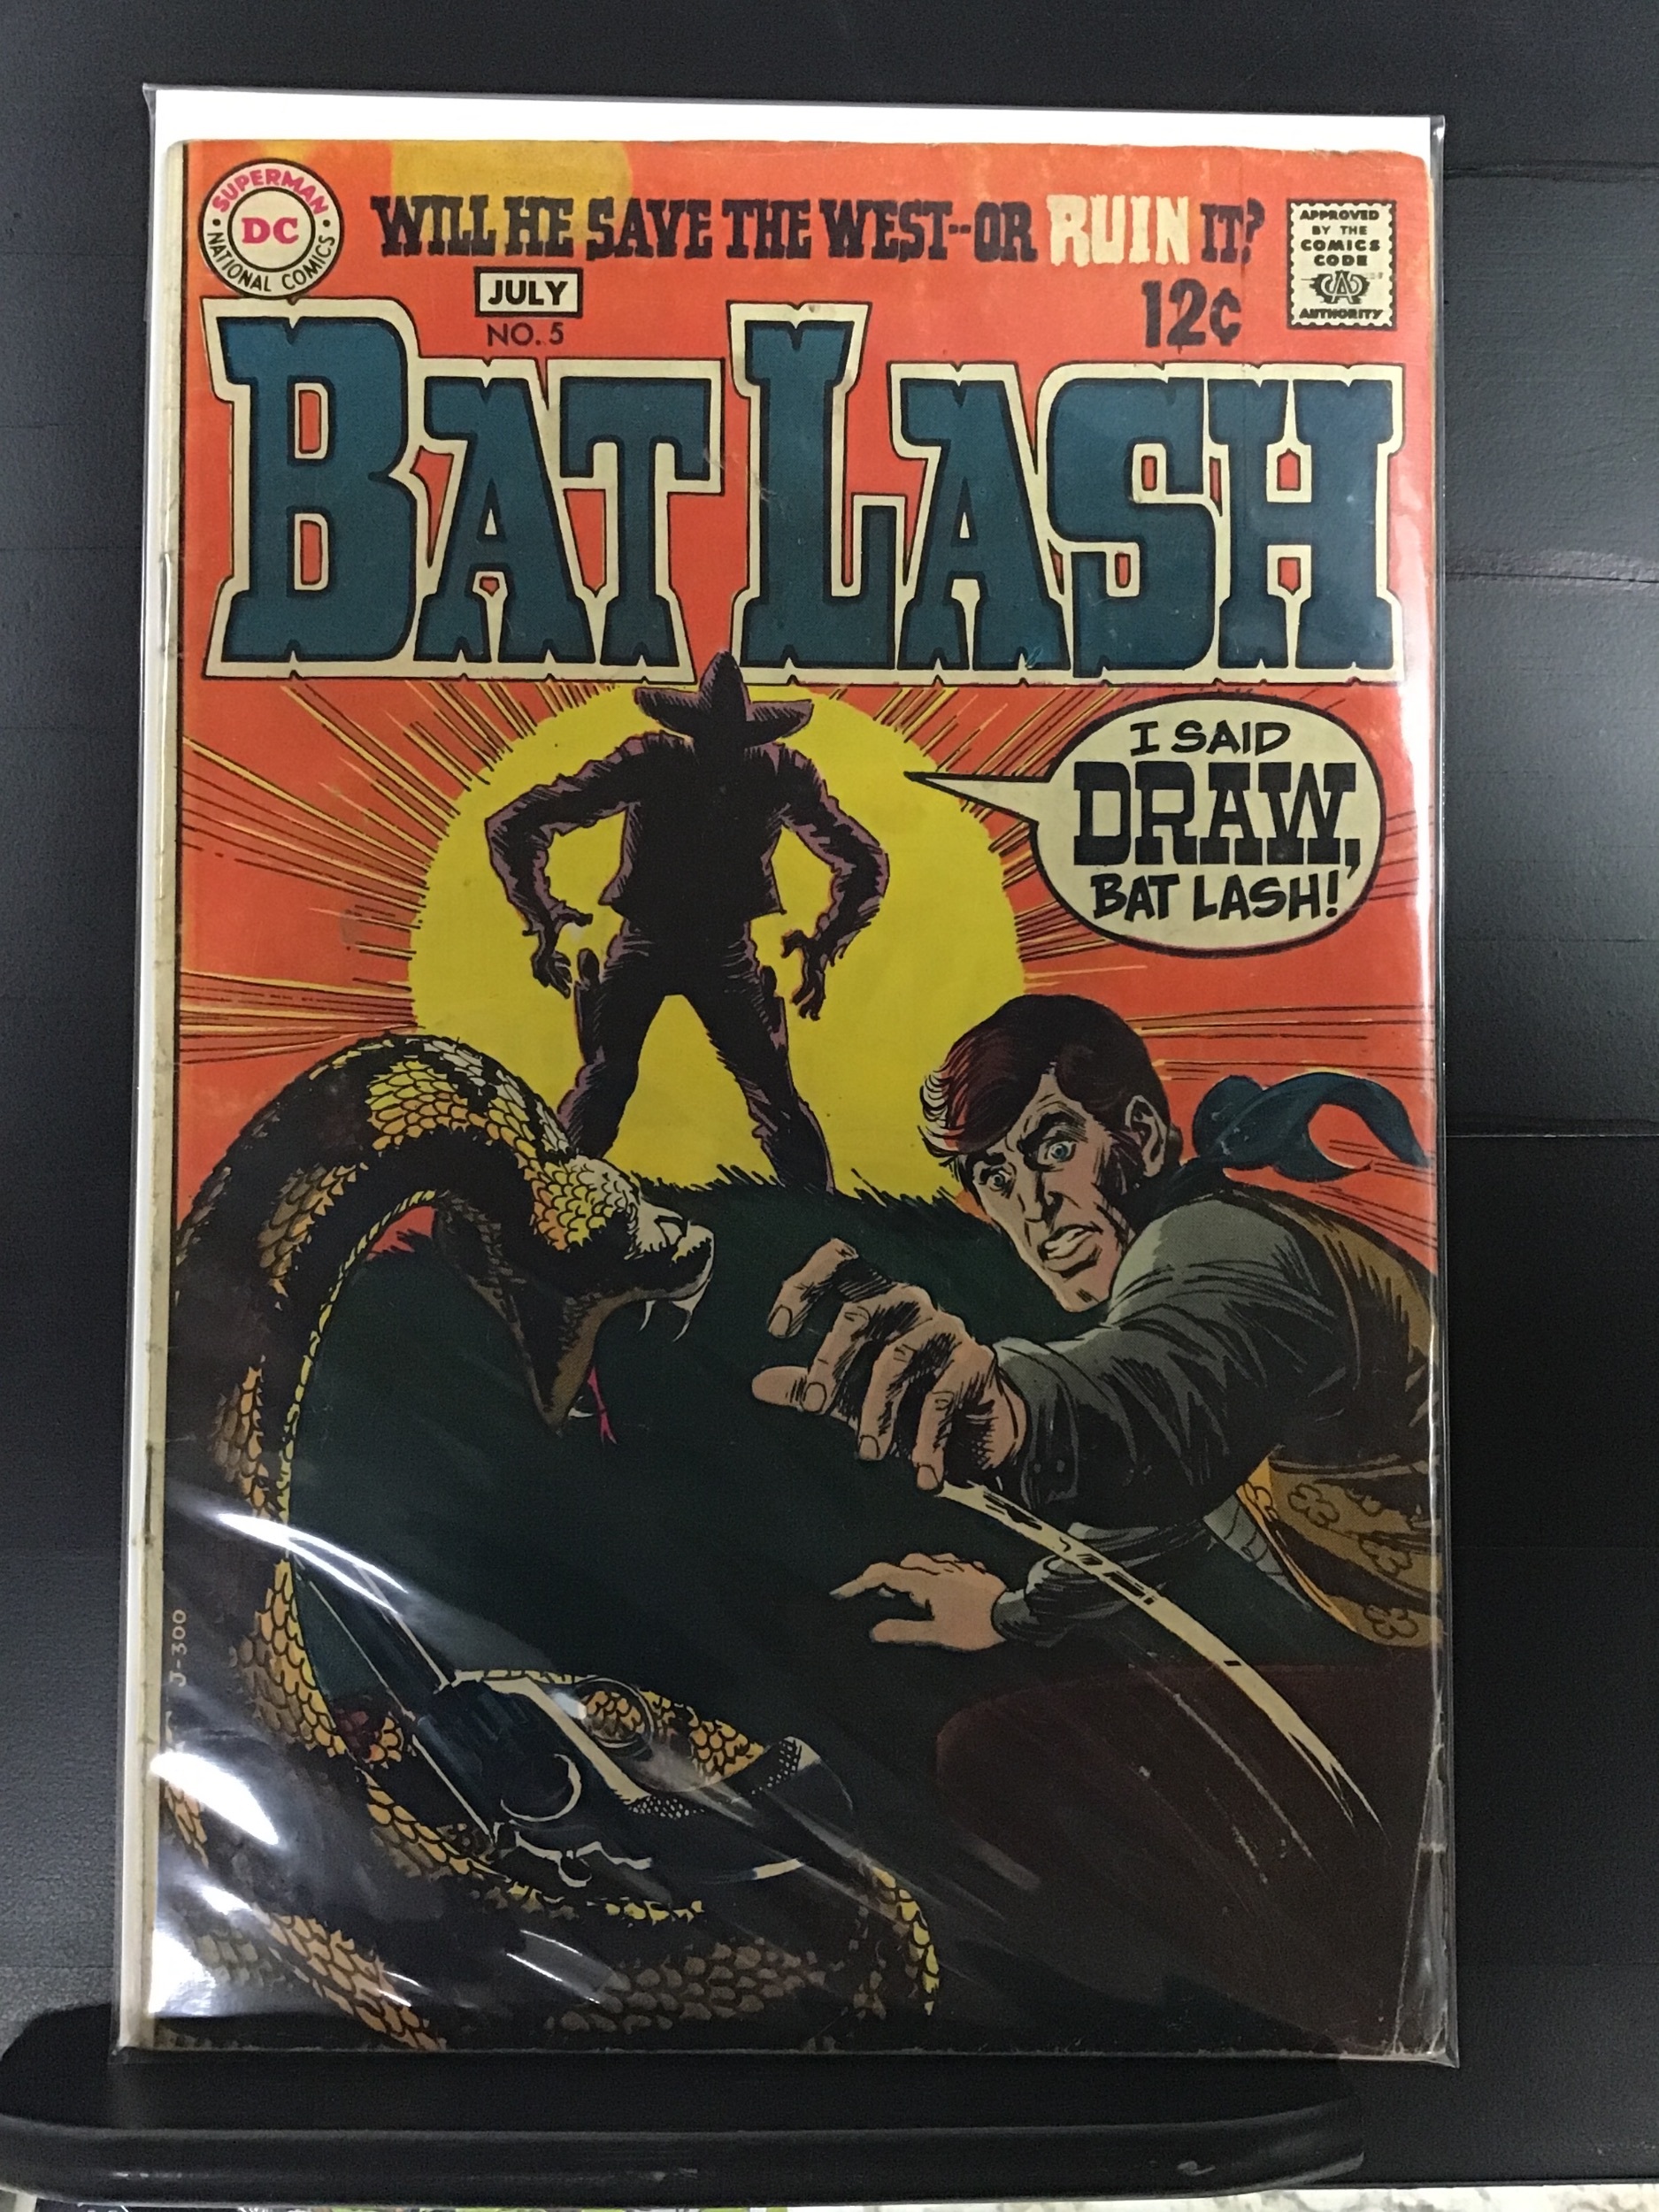 SUPERMAN
DC
NATIONAL COMICS
WILL HE SAVE THE WEST--OR RUIN IT?
APPROVED
BY THE
COMICS
CODE
CA
AUTHORITY
JULY
NO. 5
12¢
BAT LASH
I SAID
DRAW,
BAT LASH!
J-300